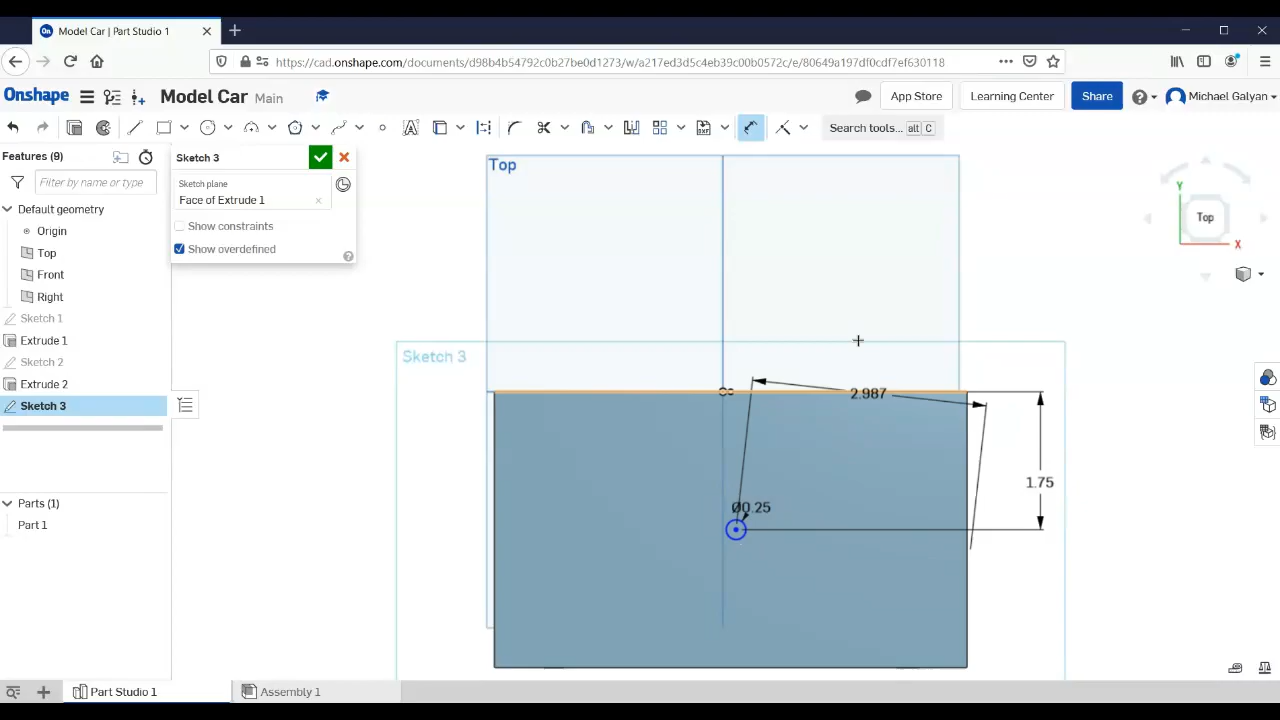 Model Car | Part Studio 1
https://cad.onshape.com/documents/d98b4b54792c0b27be0d1273/w/a217ed3d5c4eb39c00b0572c/e/80649a197df0cdf7ef630118
Onshape
Model Car Main
App Store
Learning Center
Share
Michael Galyan
Search tools... alt C
Features (9)
Filter by name or type
Default geometry
Origin
Top
Front
Right
Sketch 1
Extrude 1
Sketch 2
Extrude 2
Sketch 3
Parts (1)
Part 1
Sketch 3
Sketch plane
Face of Extrude 1
Show constraints
Show overdefined
Top
Sketch 3
2.987
1.75
Ø0.25
Y
Top
X
Part Studio 1
Assembly 1